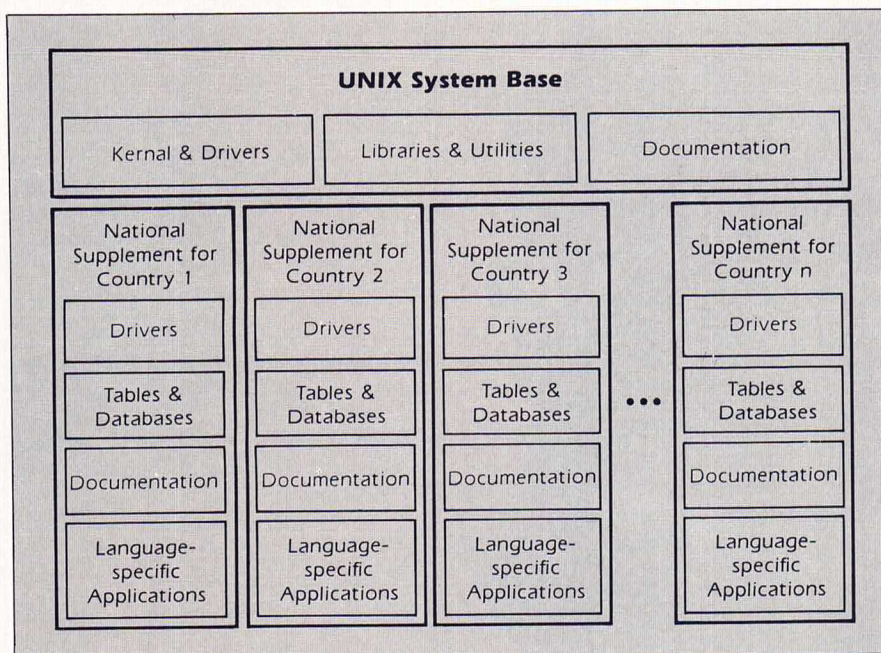 UNIX System Base
Kernal & Drivers
Libraries & Utilities
Documentation
National
Supplement for
Country 1
Drivers
Tables &
Databases
Documentation
Language-
specific
Applications
National
Supplement for
Country 2
Drivers
Tables &
Databases
Documentation
Language-
specific
Applications
National
Supplement for
Country 3
Drivers
Tables &
Databases
Documentation
Language-
specific
Applications
•••
National
Supplement for
Country n
Drivers
Tables &
Databases
Documentation
Language-
specific
Applications